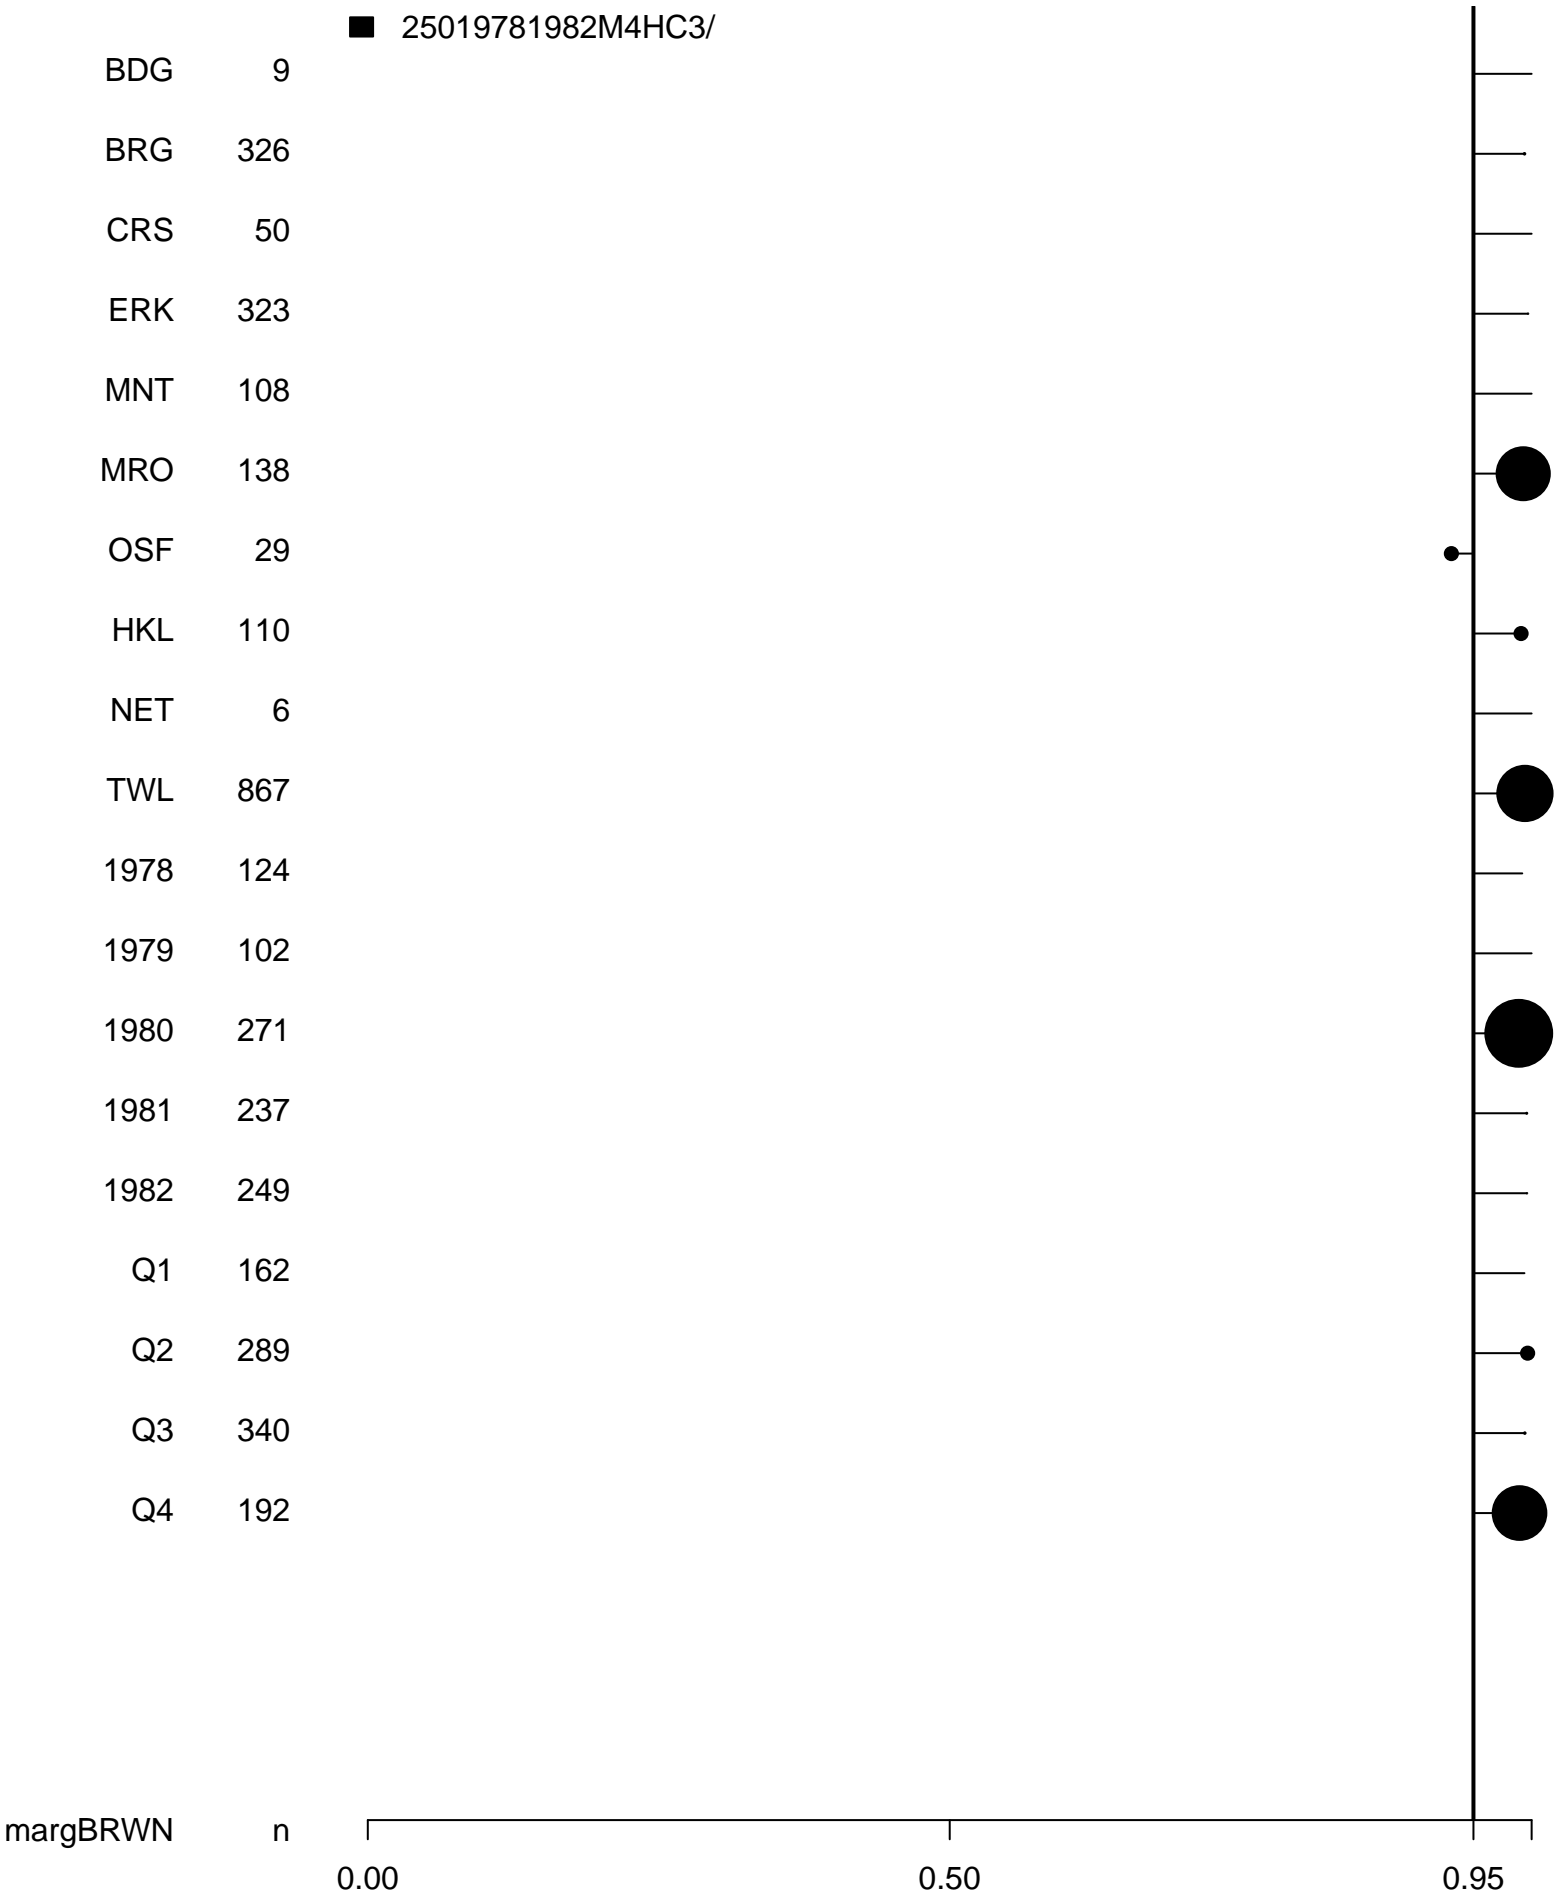 25019781982M4HC3/
BDG 9
BRG 326
CRS 50
ERK 323
MNT 108
MRO 138
OSF 29
HKL 110
NET 6
TWL 867
1978 124
1979 102
1980 271
1981 237
1982 249
Q1 162
Q2 289
Q3 340
Q4 192
margBRWN n
0.00 0.50 0.95